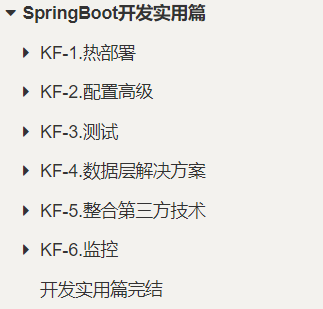 SpringBoot开发实用篇
KF-1.热部署
KF-2.配置高级
KF-3.测试
KF-4.数据层解决方案
KF-5.整合第三方技术
KF-6.监控
开发实用篇完结